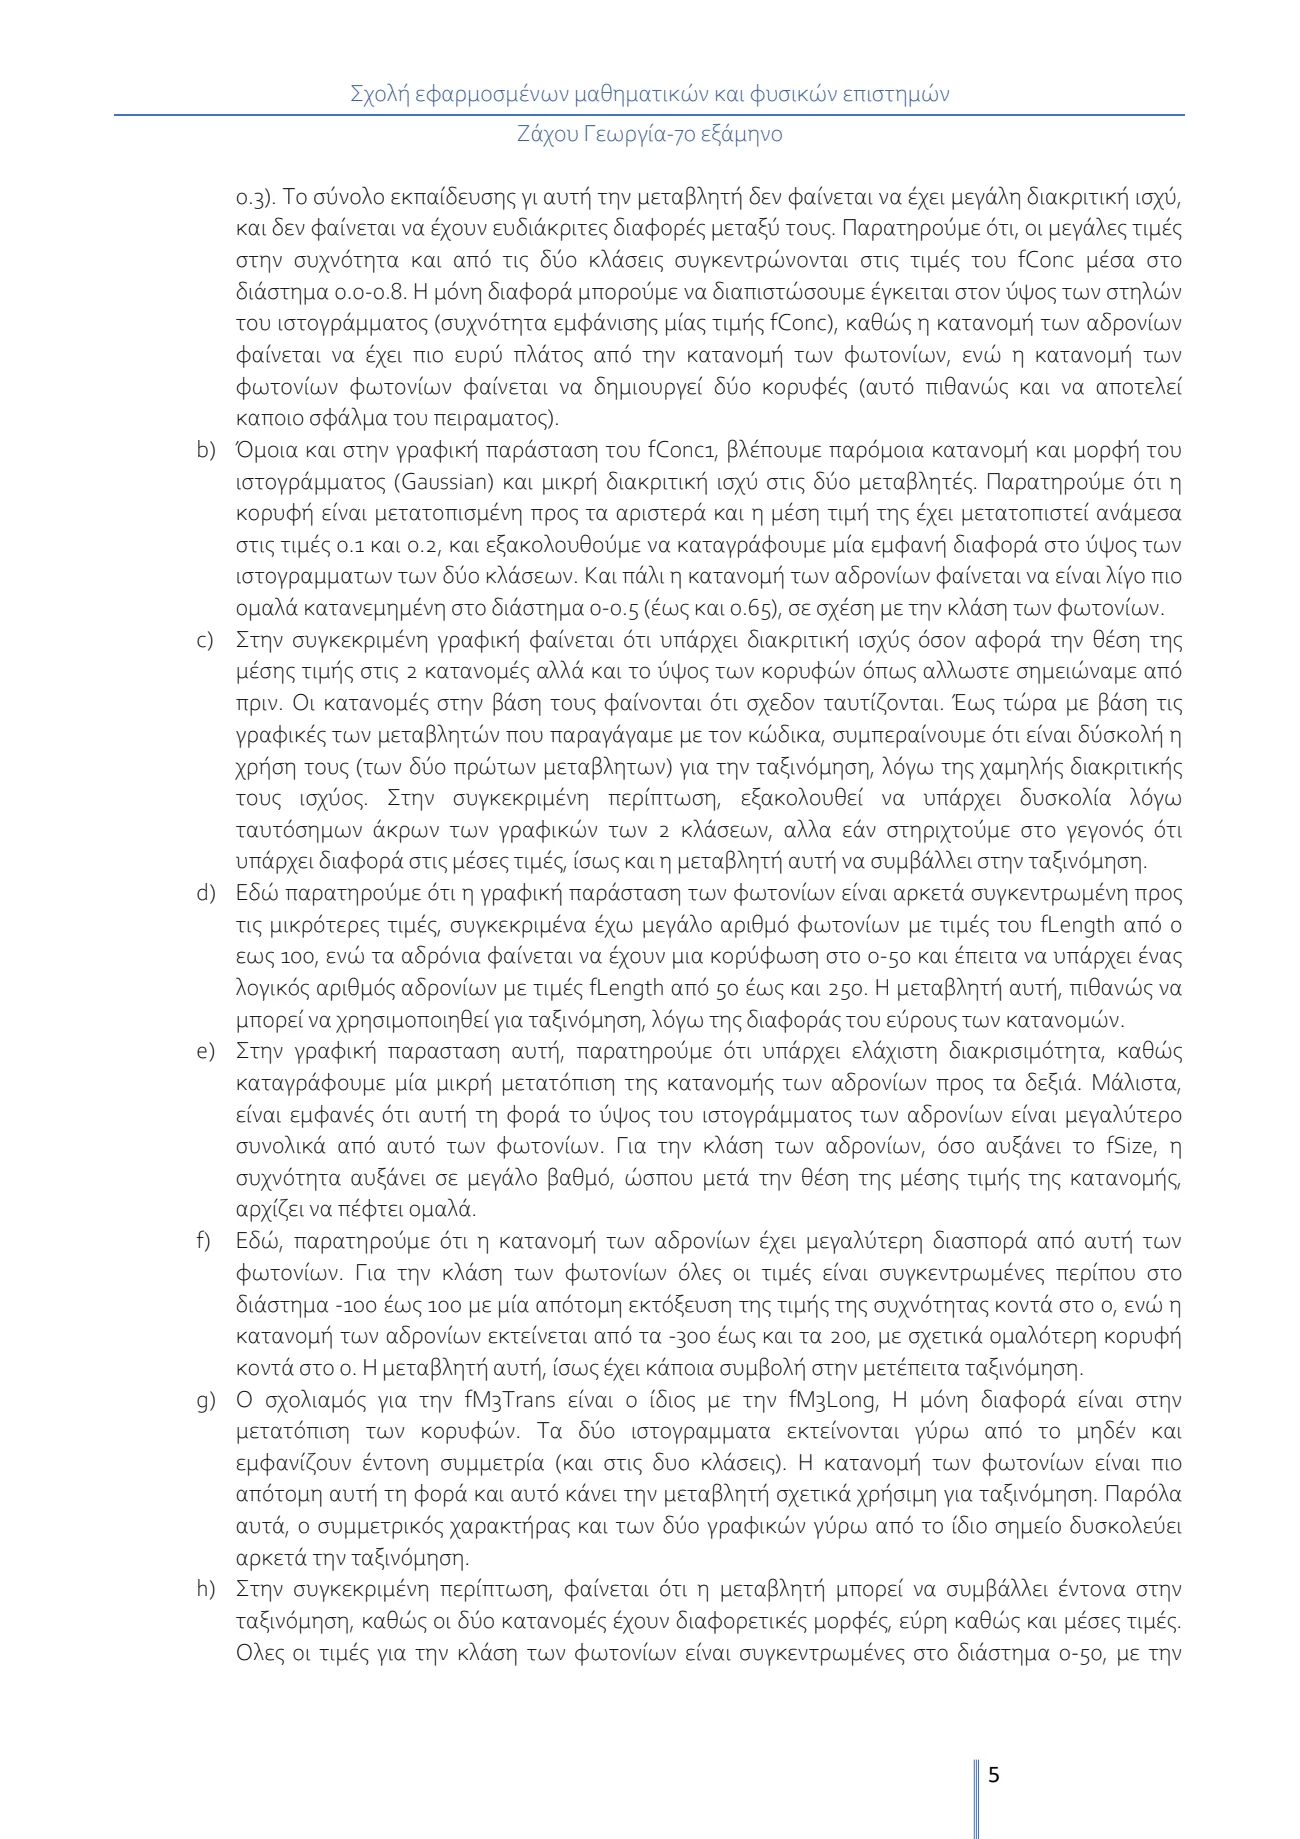 Σχολή εφαρμοσμένων μαθηματικών και φυσικών επιστημών
Ζάχου Γεωργία-7ο εξάμηνο
0.3). Το σύνολο εκπαίδευσης γι αυτή την μεταβλητή δεν φαίνεται να έχει μεγάλη διακριτική ισχύ,
και δεν φαίνεται να έχουν ευδιάκριτες διαφορές μεταξύ τους. Παρατηρούμε ότι, οι μεγάλες τιμές
στην συχνότητα και από τις δύο κλάσεις συγκεντρώνονται στις τιμές του fConc μέσα στο
διάστημα 0.0-0.8. Η μόνη διαφορά μπορούμε να διαπιστώσουμε έγκειται στον ύψος των στηλών
του ιστογράμματος (συχνότητα εμφάνισης μίας τιμής fConc), καθώς η κατανομή των αδρονίων
φαίνεται να έχει πιο ευρύ πλάτος από την κατανομή των φωτονίων, ενώ η κατανομή των
φωτονίων φωτονίων φαίνεται να δημιουργεί δύο κορυφές (αυτό πιθανώς και να αποτελεί
καποιο σφάλμα του πειραματος).
b) Όμοια και στην γραφική παράσταση του fConc1, βλέπουμε παρόμοια κατανομή και μορφή του
ιστογράμματος (Gaussian) και μικρή διακριτική ισχύ στις δύο μεταβλητές. Παρατηρούμε ότι η
κορυφή είναι μετατοπισμένη προς τα αριστερά και η μέση τιμή της έχει μετατοπιστεί ανάμεσα
στις τιμές 0.1 και 0.2, και εξακολουθούμε να καταγράφουμε μία εμφανή διαφορά στο ύψος των
ιστογραμματων των δύο κλάσεων. Και πάλι η κατανομή των αδρονίων φαίνεται να είναι λίγο πιο
ομαλά κατανεμημένη στο διάστημα 0-0.5 (έως και 0.65), σε σχέση με την κλάση των φωτονίων.
c) Στην συγκεκριμένη γραφική φαίνεται ότι υπάρχει διακριτική ισχύς όσον αφορά την θέση της
μέσης τιμής στις 2 κατανομές αλλά και το ύψος των κορυφών όπως αλλωστε σημειώναμε από
πριν. Οι κατανομές στην βάση τους φαίνονται ότι σχεδον ταυτίζονται. Έως τώρα με βάση τις
γραφικές των μεταβλητών που παραγάγαμε με τον κώδικα, συμπεραίνουμε ότι είναι δύσκολή η
χρήση τους (των δύο πρώτων μεταβλητων) για την ταξινόμηση, λόγω της χαμηλής διακριτικής
τους ισχύος. Στην συγκεκριμένη περίπτωση, εξακολουθεί να υπάρχει δυσκολία λόγω
ταυτόσημων άκρων των γραφικών των 2 κλάσεων, αλλα εάν στηριχτούμε στο γεγονός ότι
υπάρχει διαφορά στις μέσες τιμές, ίσως και η μεταβλητή αυτή να συμβάλλει στην ταξινόμηση.
d) Εδώ παρατηρούμε ότι η γραφική παράσταση των φωτονίων είναι αρκετά συγκεντρωμένη προς
τις μικρότερες τιμές, συγκεκριμένα έχω μεγάλο αριθμό φωτονίων με τιμές του fLength από 0
εως 100, ενώ τα αδρόνια φαίνεται να έχουν μια κορύφωση στο 0-50 και έπειτα να υπάρχει ένας
λογικός αριθμός αδρονίων με τιμές fLength από 50 έως και 250. Η μεταβλητή αυτή, πιθανώς να
μπορεί να χρησιμοποιηθεί για ταξινόμηση, λόγω της διαφοράς του εύρους των κατανομών.
e) Στην γραφική παρασταση αυτή, παρατηρούμε ότι υπάρχει ελάχιστη διακρισιμότητα, καθώς
καταγράφουμε μία μικρή μετατόπιση της κατανομής των αδρονίων προς τα δεξιά. Μάλιστα,
είναι εμφανές ότι αυτή τη φορά το ύψος του ιστογράμματος των αδρονίων είναι μεγαλύτερο
συνολικά από αυτό των φωτονίων. Για την κλάση των αδρονίων, όσο αυξάνει το fSize, η
συχνότητα αυξάνει σε μεγάλο βαθμό, ώσπου μετά την θέση της μέσης τιμής της κατανομής,
αρχίζει να πέφτει ομαλά.
f) Εδώ, παρατηρούμε ότι η κατανομή των αδρονίων έχει μεγαλύτερη διασπορά από αυτή των
φωτονίων. Για την κλάση των φωτονίων όλες οι τιμές είναι συγκεντρωμένες περίπου στο
διάστημα -100 έως 100 με μία απότομη εκτόξευση της τιμής της συχνότητας κοντά στο 0, ενώ η
κατανομή των αδρονίων εκτείνεται από τα -300 έως και τα 200, με σχετικά ομαλότερη κορυφή
κοντά στο 0. Η μεταβλητή αυτή, ίσως έχει κάποια συμβολή στην μετέπειτα ταξινόμηση.
g) Ο σχολιαμός για την fM3Trans είναι ο ίδιος με την fM3Long, Η μόνη διαφορά είναι στην
μετατόπιση των κορυφών. Τα δύο ιστογραμματα εκτείνονται γύρω από το μηδέν και
εμφανίζουν έντονη συμμετρία (και στις δυο κλάσεις). Η κατανομή των φωτονίων είναι πιο
απότομη αυτή τη φορά και αυτό κάνει την μεταβλητή σχετικά χρήσιμη για ταξινόμηση. Παρόλα
αυτά, ο συμμετρικός χαρακτήρας και των δύο γραφικών γύρω από το ίδιο σημείο δυσκολεύει
αρκετά την ταξινόμηση.
h) Στην συγκεκριμένη περίπτωση, φαίνεται ότι η μεταβλητή μπορεί να συμβάλλει έντονα στην
ταξινόμηση, καθώς οι δύο κατανομές έχουν διαφορετικές μορφές, εύρη καθώς και μέσες τιμές.
Ολες οι τιμές για την κλάση των φωτονίων είναι συγκεντρωμένες στο διάστημα 0-50, με την
5